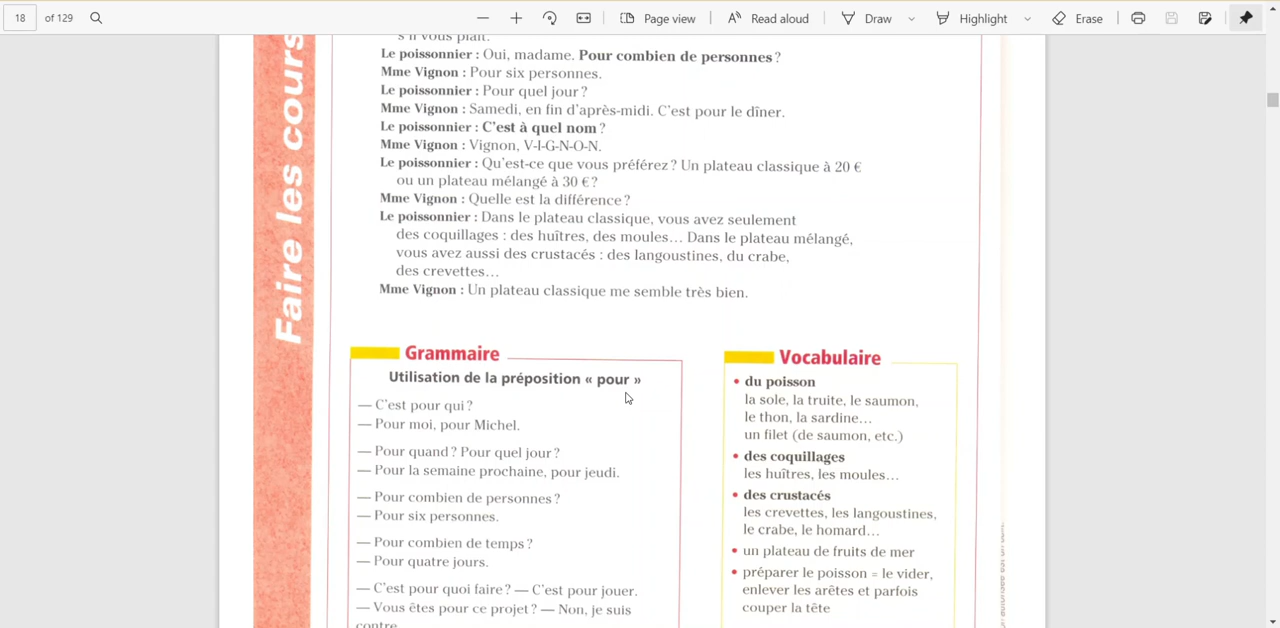 18
of 129
Page view
Read aloud
Draw
Highlight
Erase
Faire les cours
s'il vous plaît.
Le poissonnier : Oui, madame. Pour combien de personnes ?
Mme Vignon : Pour six personnes.
Le poissonnier : Pour quel jour ?
Mme Vignon : Samedi, en fin d'après-midi. C'est pour le dîner.
Le poissonnier : C'est à quel nom ?
Mme Vignon : Vignon, V-I-G-N-O-N.
Le poissonnier : Qu'est-ce que vous préférez ? Un plateau classique à 20 €
ou un plateau mélangé à 30 € ?
Mme Vignon : Quelle est la différence ?
Le poissonnier : Dans le plateau classique, vous avez seulement
des coquillages : des huîtres, des moules... Dans le plateau mélangé,
vous avez aussi des crustacés : des langoustines, du crabe,
des crevettes...
Mme Vignon : Un plateau classique me semble très bien.
Grammaire
Utilisation de la préposition « pour »
— C'est pour qui ?
— Pour moi, pour Michel.
— Pour quand ? Pour quel jour ?
— Pour la semaine prochaine, pour jeudi.
— Pour combien de personnes ?
— Pour six personnes.
— Pour combien de temps ?
— Pour quatre jours.
— C'est pour quoi faire ? — C'est pour jouer.
— Vous êtes pour ce projet ? — Non, je suis
contre.
Vocabulaire
• du poisson
la sole, la truite, le saumon,
le thon, la sardine...
un filet (de saumon, etc.)
• des coquillages
les huîtres, les moules...
• des crustacés
les crevettes, les langoustines,
le crabe, le homard...
• un plateau de fruits de mer
• préparer le poisson = le vider,
enlever les arêtes et parfois
couper la tête